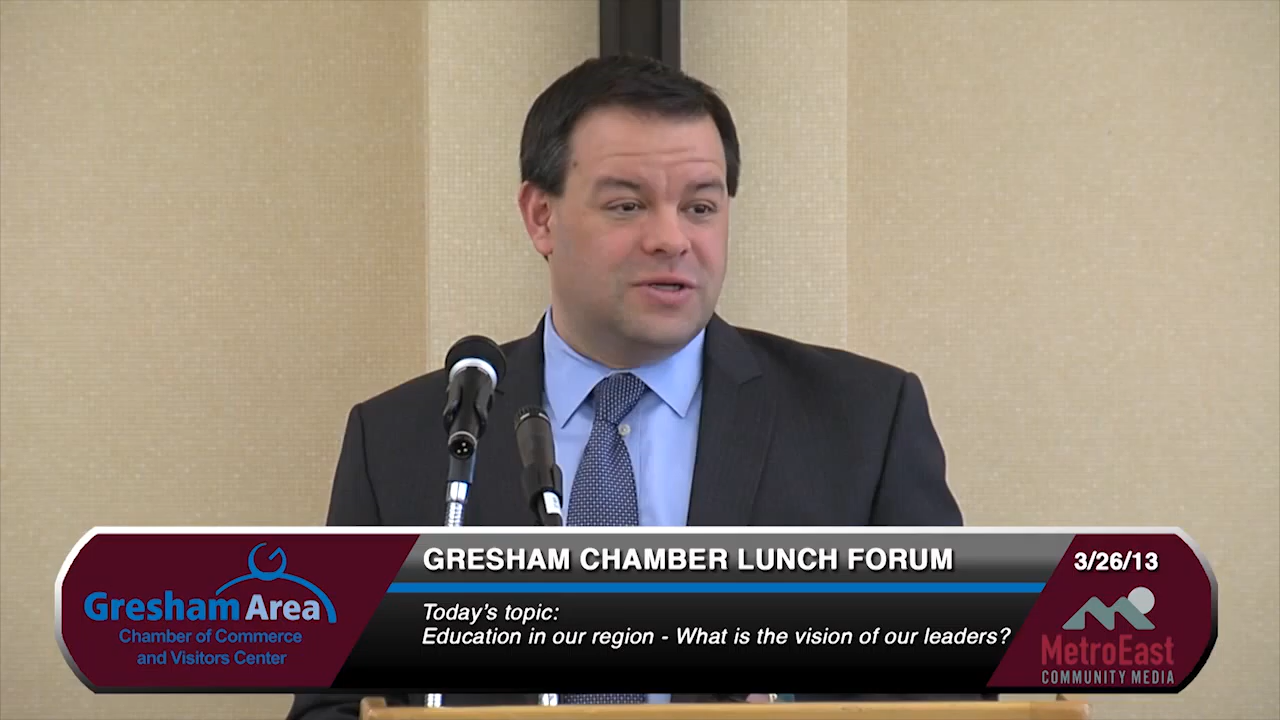 GRESHAM CHAMBER LUNCH FORUM
3/26/13
Gresham Area
Chamber of Commerce
and Visitors Center
Today's topic:
Education in our region - What is the vision of our leaders?
MetroEast
COMMUNITY MEDIA